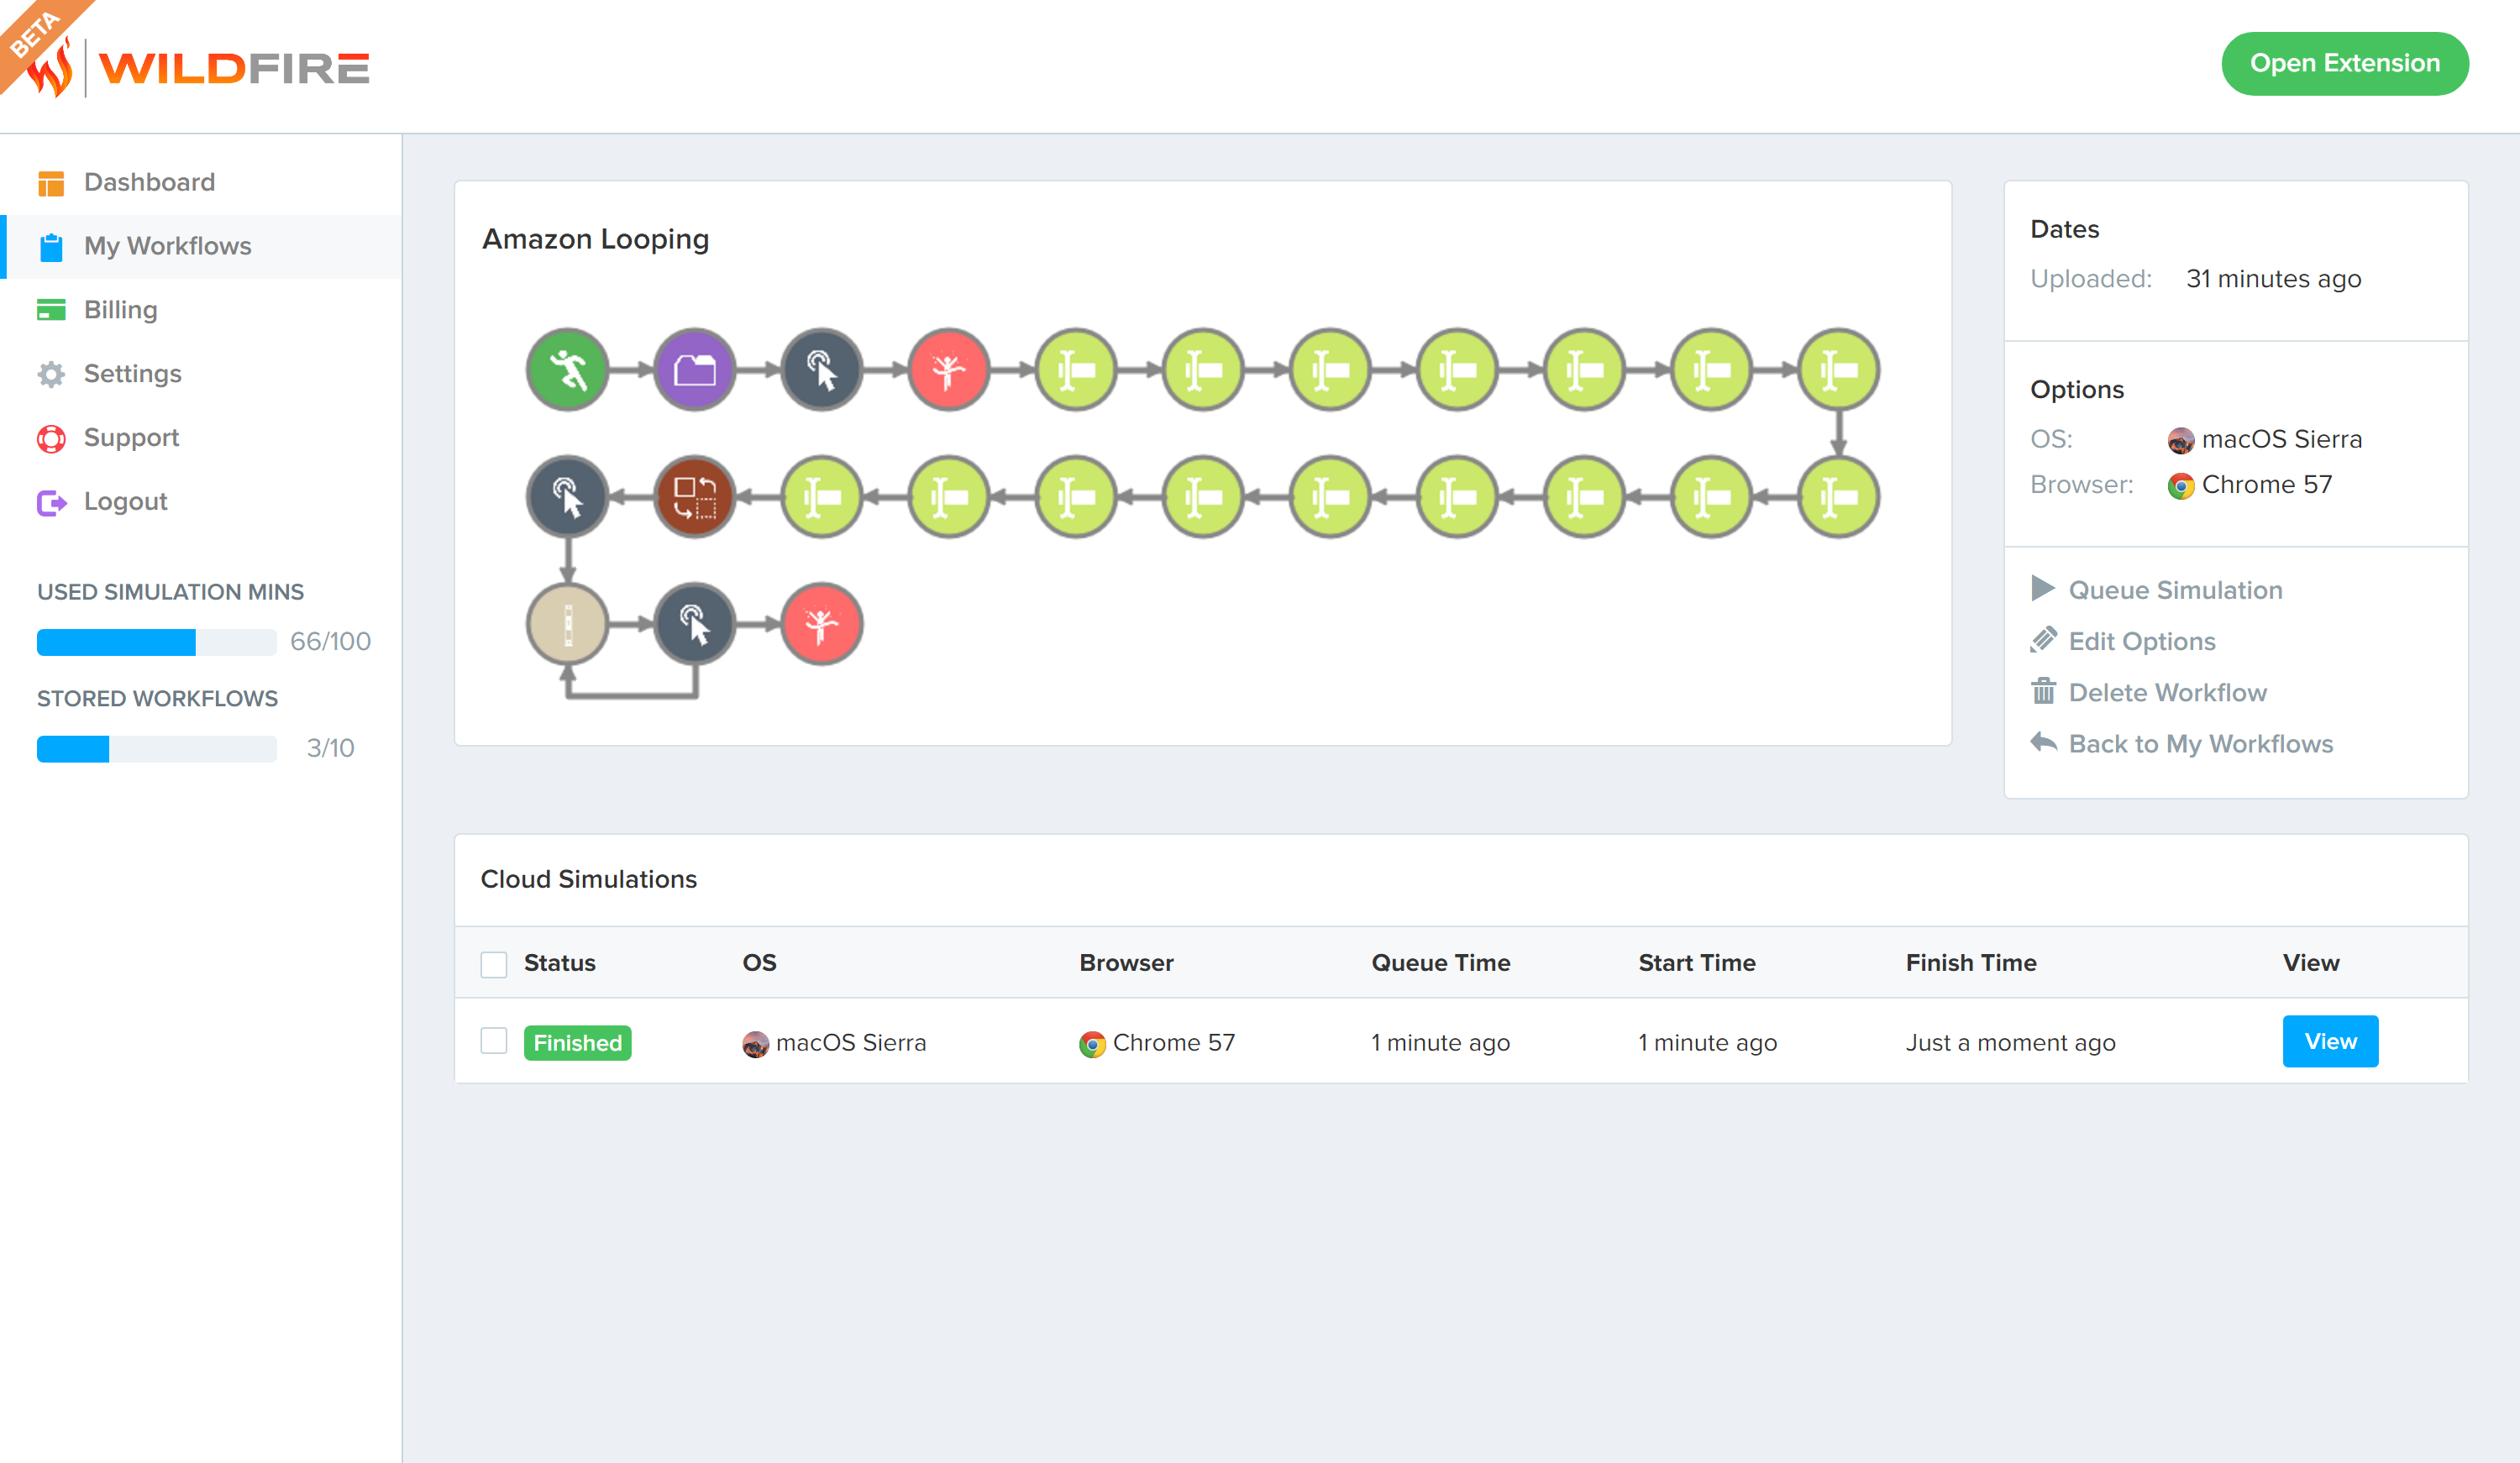 BETA
WILDFIRE
Open Extension
Dashboard
My Workflows
Billing
Settings
Support
Logout
USED SIMULATION MINS
66/100
STORED WORKFLOWS
3/10
Amazon Looping
Dates
Uploaded: 31 minutes ago
Options
OS: macOS Sierra
Browser: Chrome 57
Queue Simulation
Edit Options
Delete Workflow
Back to My Workflows
Cloud Simulations
Status OS Browser Queue Time Start Time Finish Time View
Finished macOS Sierra Chrome 57 1 minute ago 1 minute ago Just a moment ago View